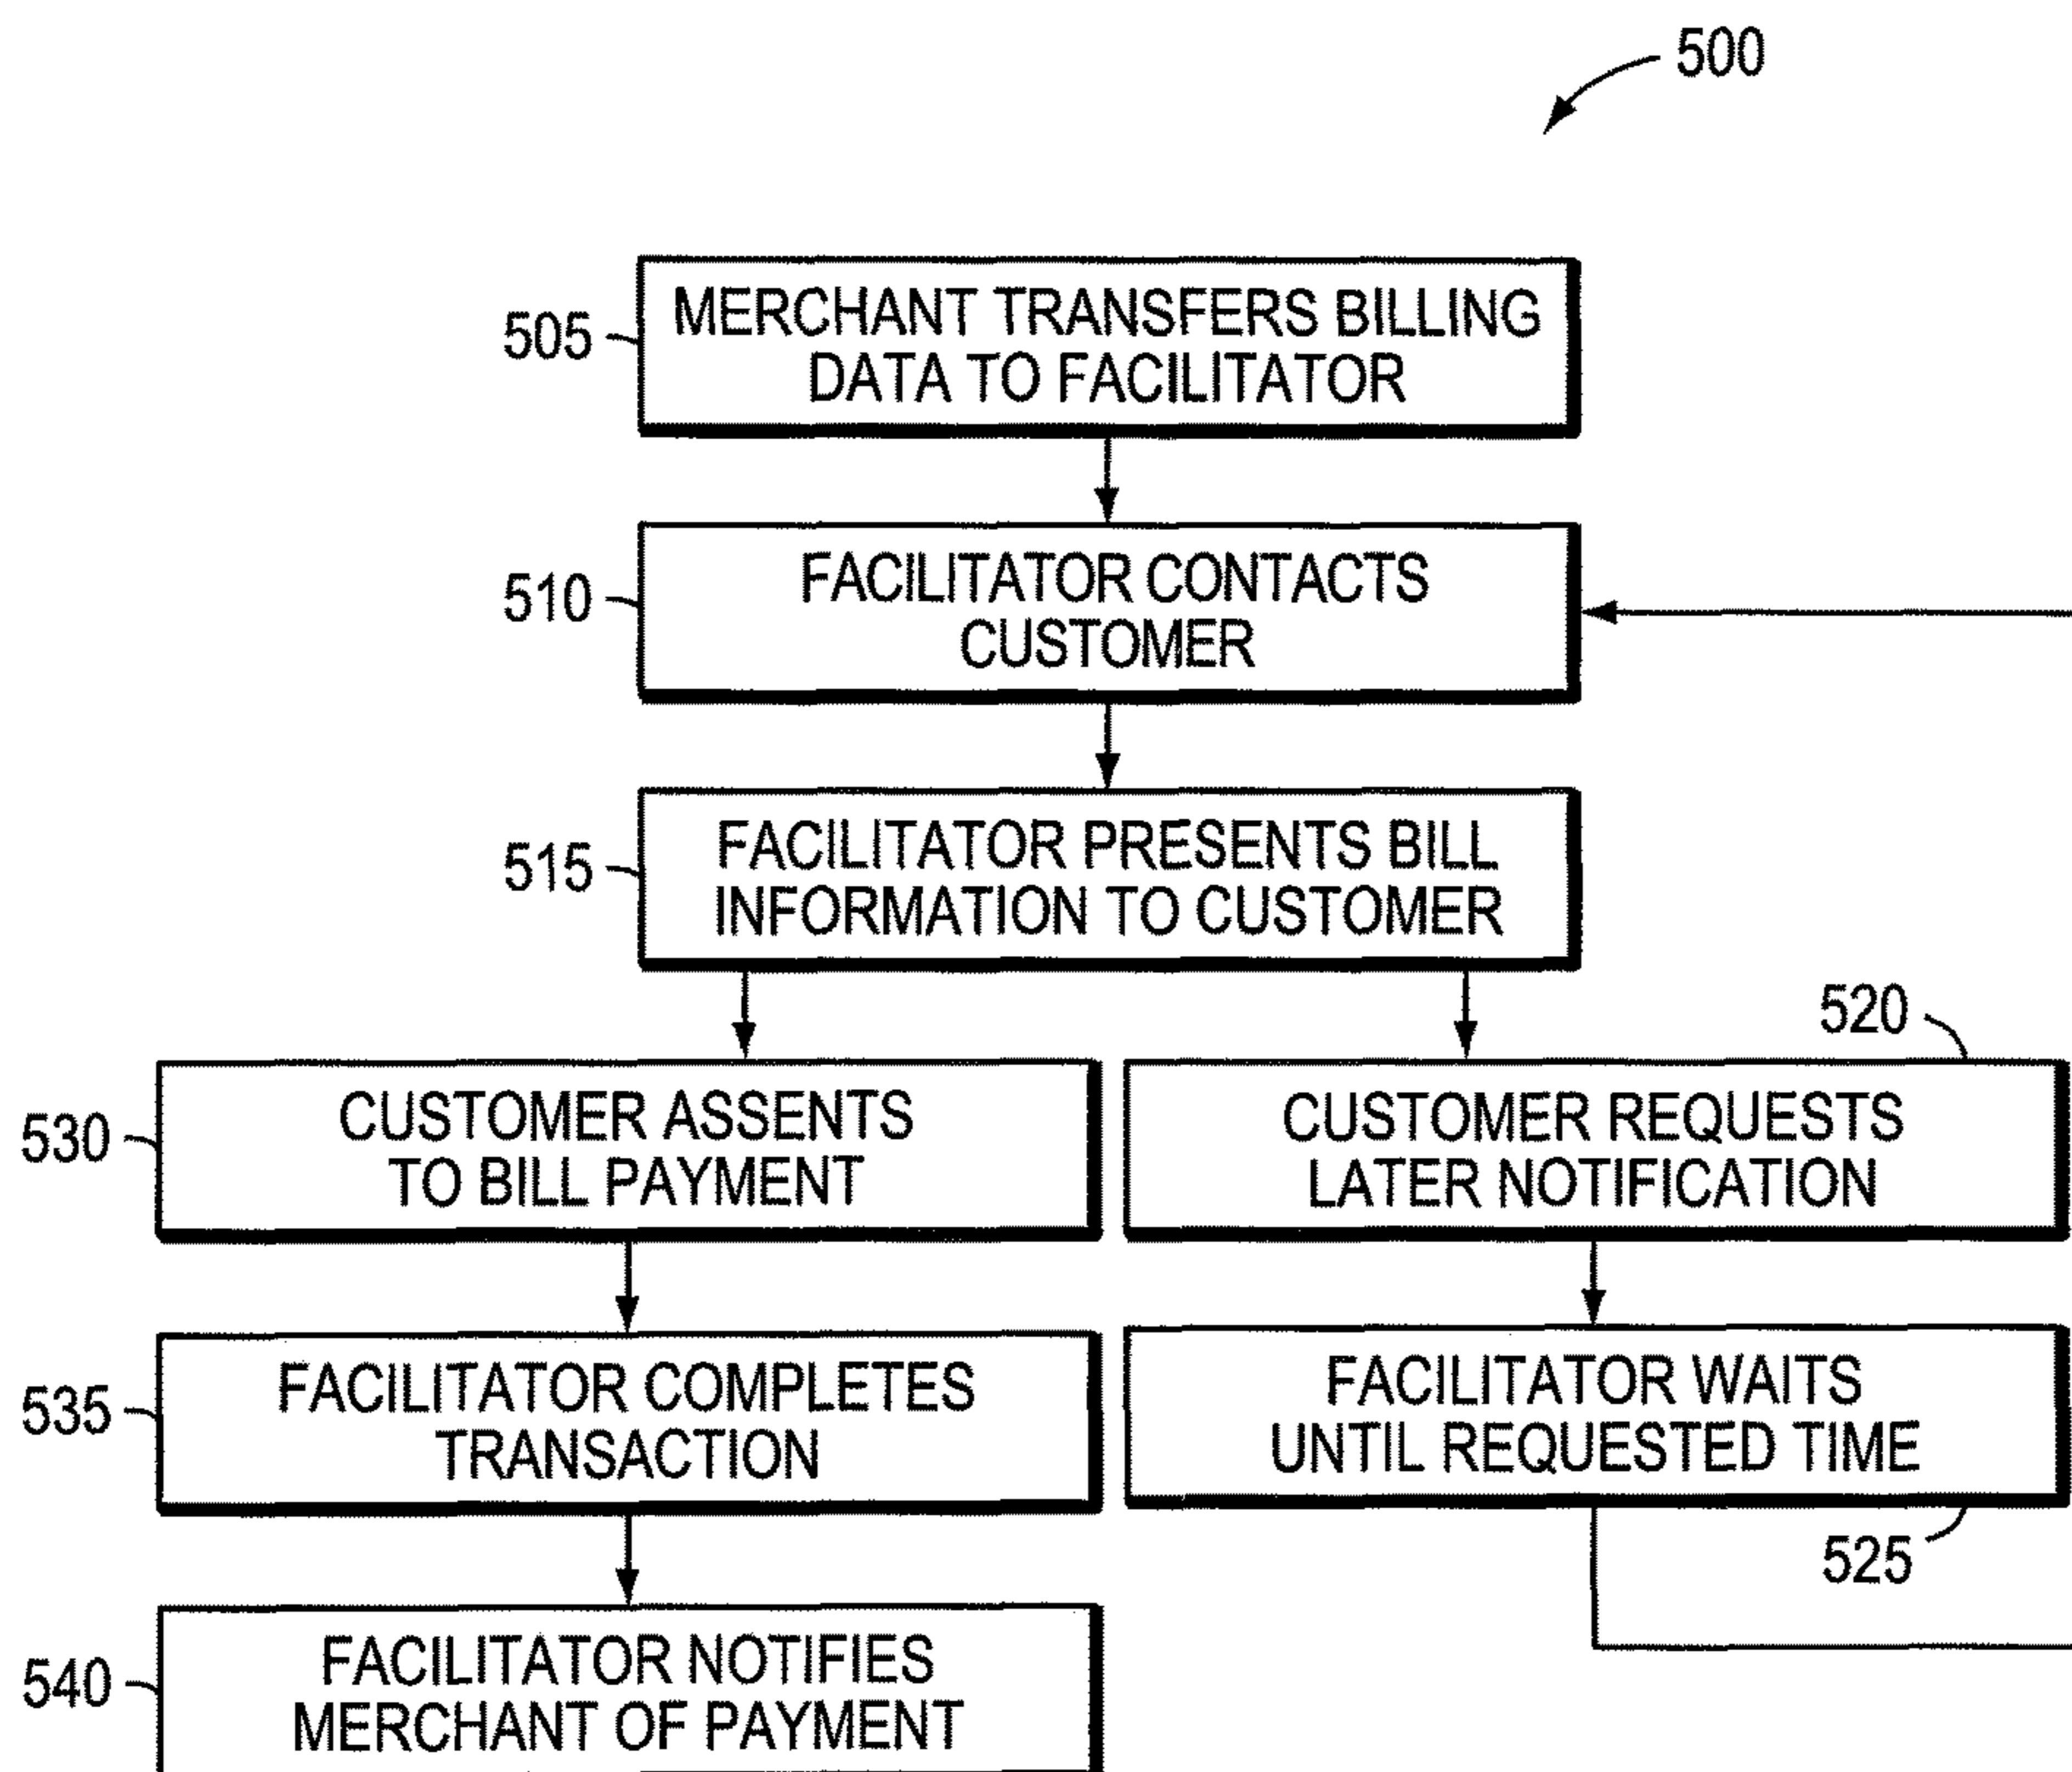 500
505
MERCHANT TRANSFERS BILLING
DATA TO FACILITATOR
510
FACILITATOR CONTACTS
CUSTOMER
515
FACILITATOR PRESENTS BILL
INFORMATION TO CUSTOMER
530
CUSTOMER ASSENTS
TO BILL PAYMENT
520
CUSTOMER REQUESTS
LATER NOTIFICATION
535
FACILITATOR COMPLETES
TRANSACTION
FACILITATOR WAITS
UNTIL REQUESTED TIME
525
540
FACILITATOR NOTIFIES
MERCHANT OF PAYMENT